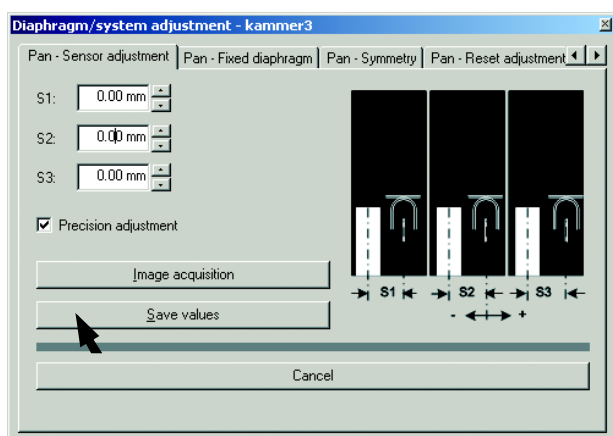 Diaphragm/system adjustment - kammer3
Pan - Sensor adjustment Pan - Fixed diaphragm Pan - Symmetry Pan - Reset adjustment
S1: 0.00 mm
S2: 0.00 mm
S3: 0.00 mm
Precision adjustment
Image acquisition
Save values
S1 S2 S3
- +
Cancel